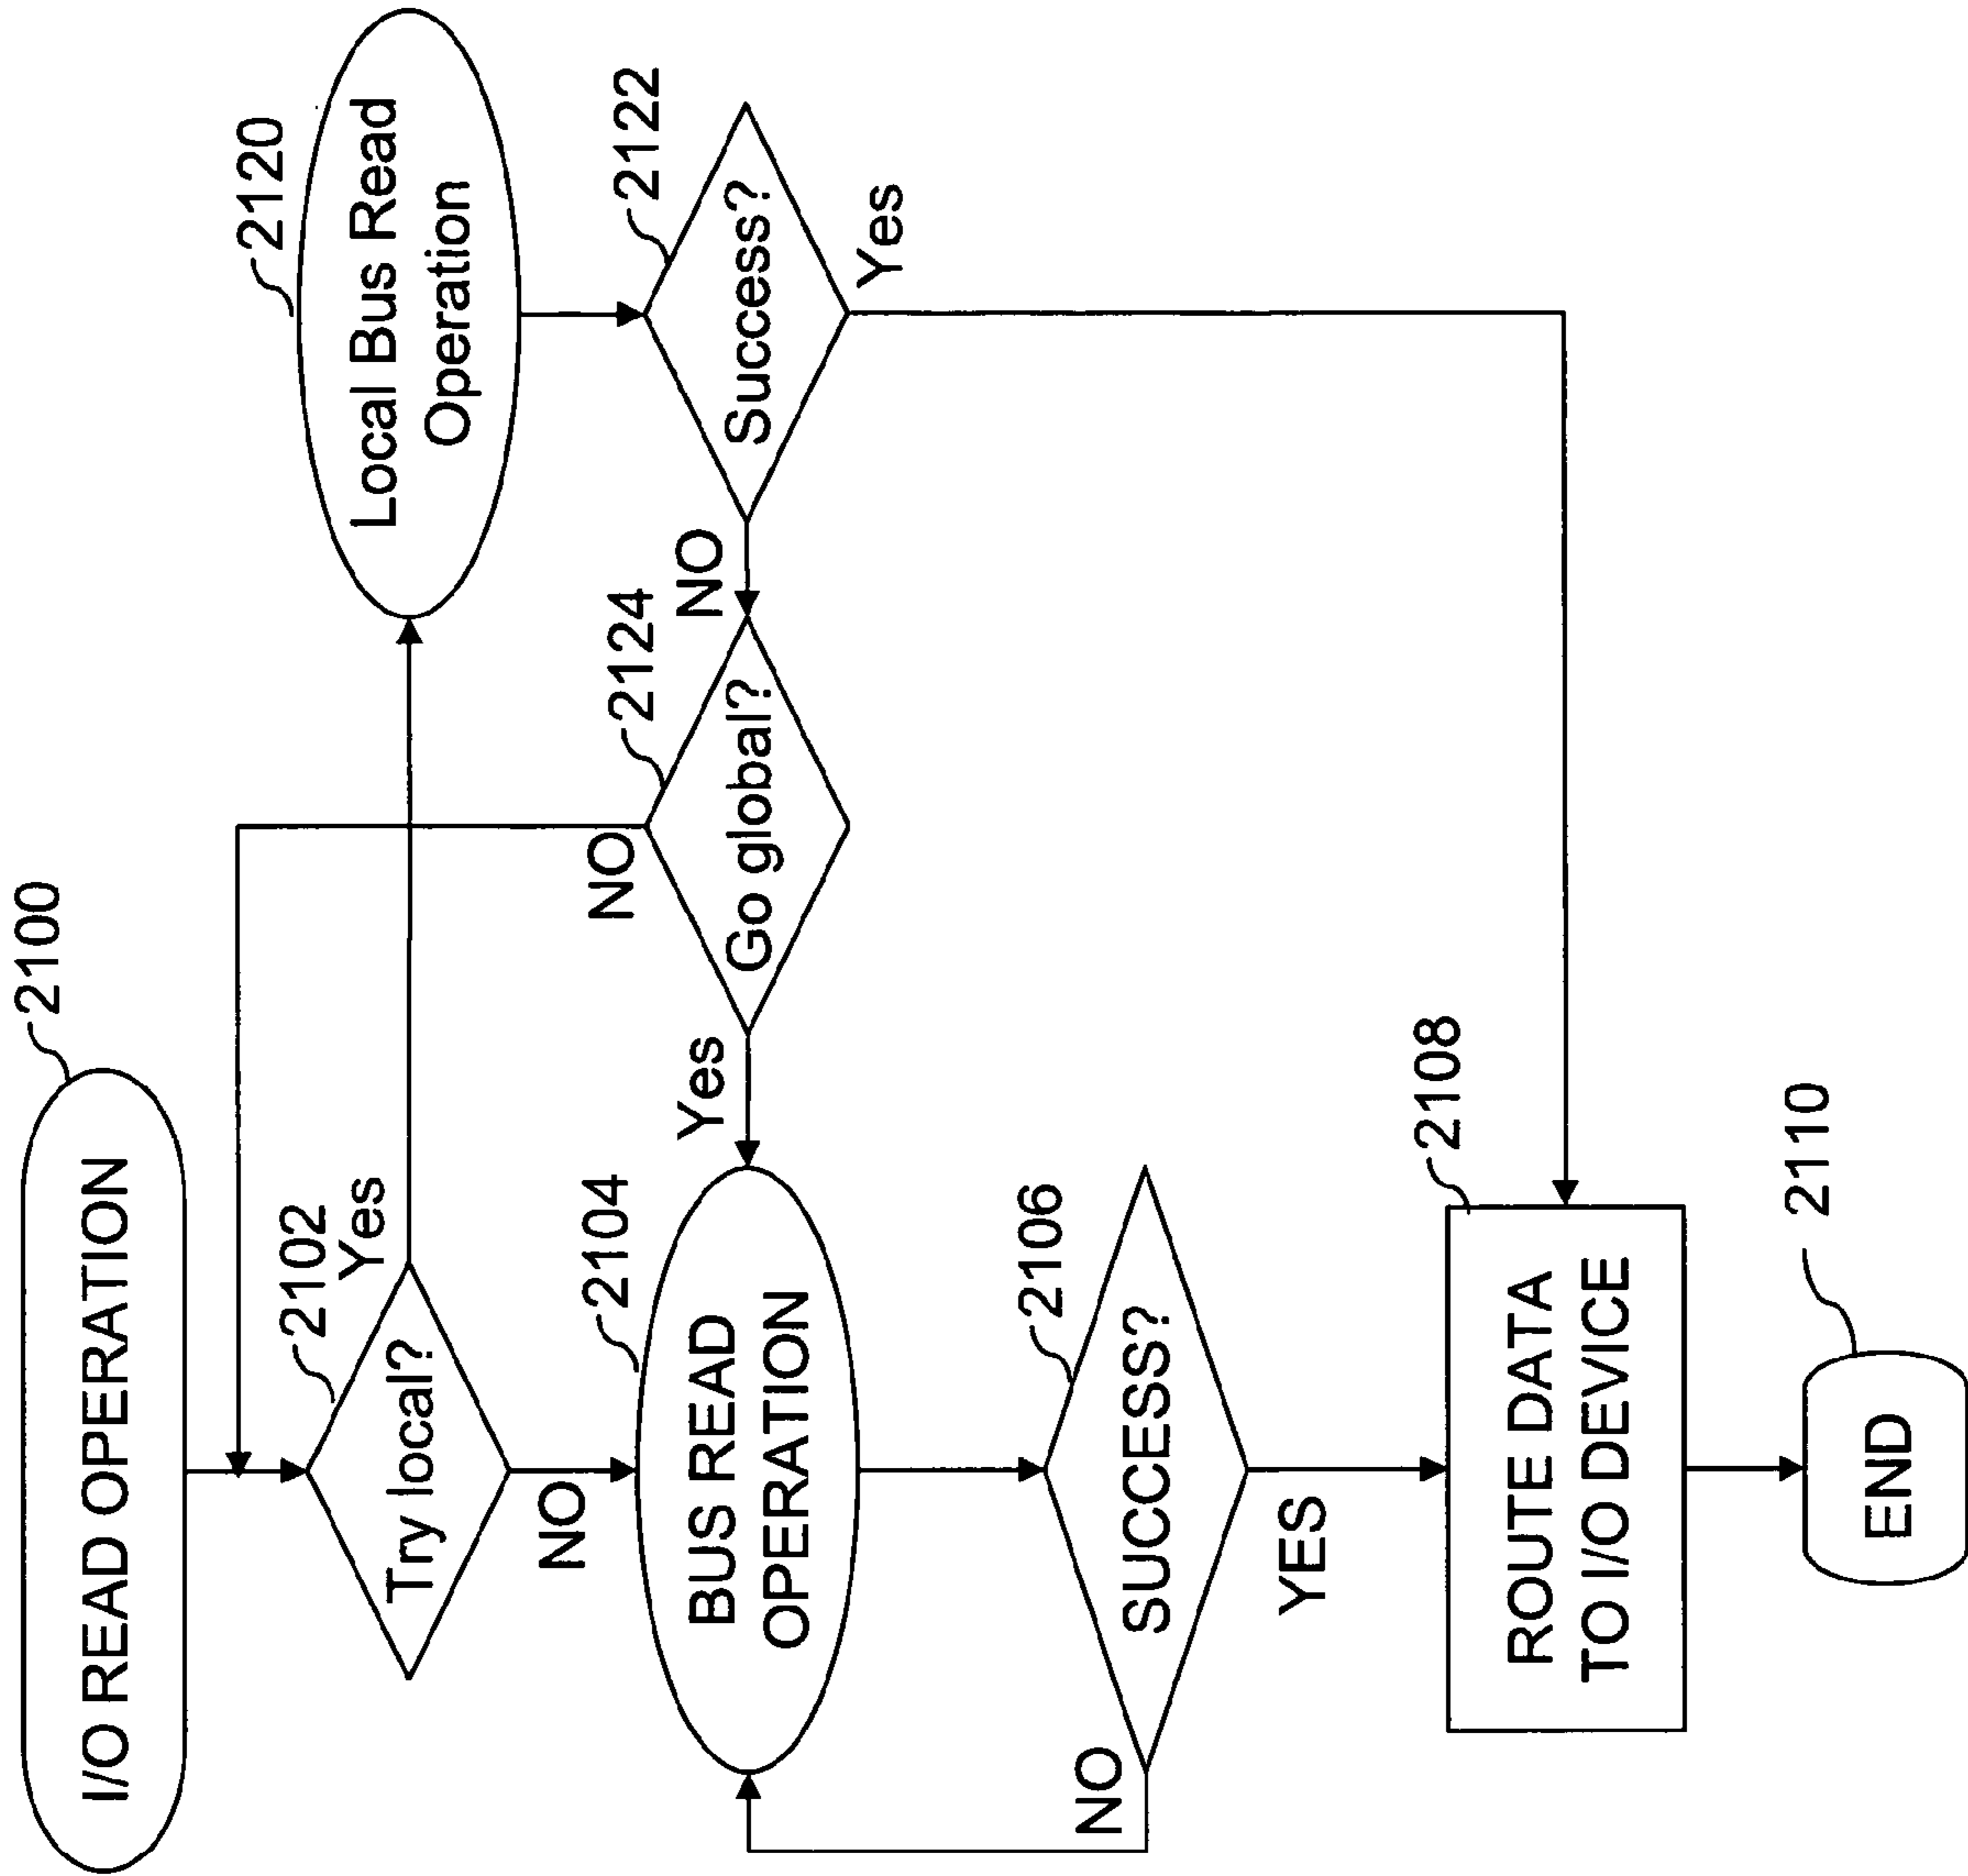 I/O READ OPERATION
2100
Try local?
2102
Yes
NO
Local Bus Read
Operation
2120
Success?
2122
NO
Yes
Go global?
2124
NO
Yes
BUS READ
OPERATION
2104
SUCCESS?
2106
NO
YES
ROUTE DATA
TO I/O DEVICE
2108
END
2110